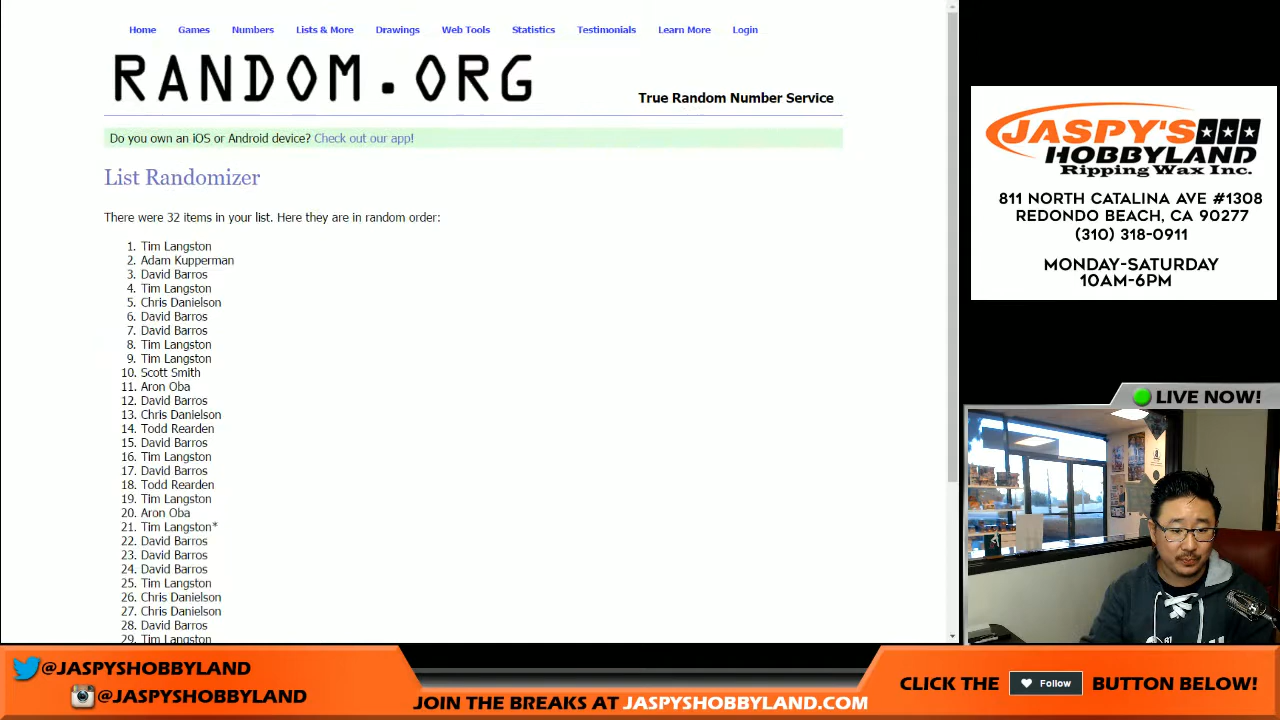 Home Games Numbers Lists & More Drawings Web Tools Statistics Testimonials Learn More Login
RANDOM.ORG
True Random Number Service
Do you own an iOS or Android device? Check out our app!
List Randomizer
There were 32 items in your list. Here they are in random order:
1. Tim Langston
2. Adam Kupperman
3. David Barros
4. Tim Langston
5. Chris Danielson
6. David Barros
7. David Barros
8. Tim Langston
9. Tim Langston
10. Scott Smith
11. Aron Oba
12. David Barros
13. Chris Danielson
14. Todd Rearden
15. David Barros
16. Tim Langston
17. David Barros
18. Todd Rearden
19. Tim Langston
20. Aron Oba
21. Tim Langston*
22. David Barros
23. David Barros
24. David Barros
25. Tim Langston
26. Chris Danielson
27. Chris Danielson
28. David Barros
29. Tim Langston
JASPY'S
HOBBYLAND
Ripping Wax Inc.
811 NORTH CATALINA AVE #1308
REDONDO BEACH, CA 90277
(310) 318-0911
MONDAY-SATURDAY
10AM-6PM
LIVE NOW!
@JASPYSHOBBYLAND
@JASPYSHOBBYLAND
JOIN THE BREAKS AT JASPYSHOBBYLAND.COM
CLICK THE Follow BUTTON BELOW!